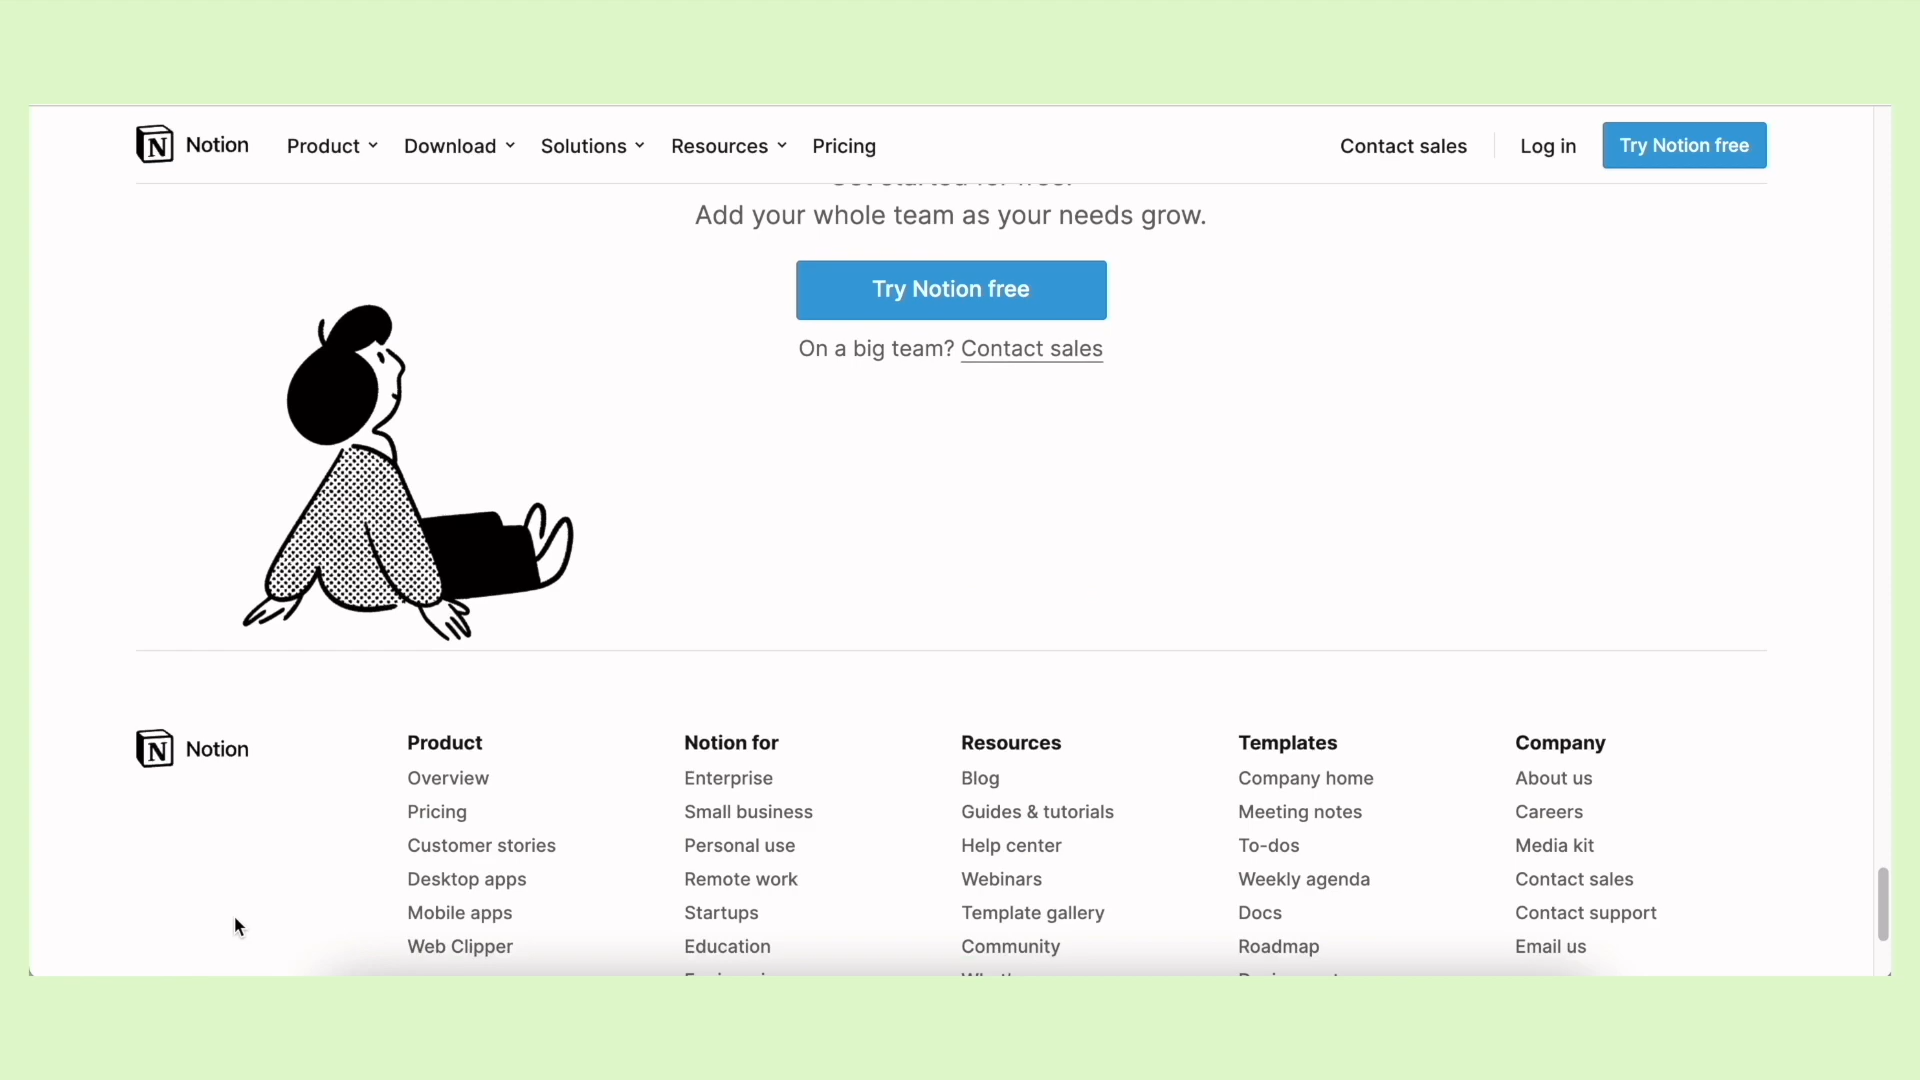 Notion
Product
Download
Solutions
Resources
Pricing
Contact sales
Log in
Try Notion free
Add your whole team as your needs grow.
Try Notion free
On a big team? Contact sales
Notion
Product
Overview
Pricing
Customer stories
Desktop apps
Mobile apps
Web Clipper
Notion for
Enterprise
Small business
Personal use
Remote work
Startups
Education
Resources
Blog
Guides & tutorials
Help center
Webinars
Template gallery
Community
Templates
Company home
Meeting notes
To-dos
Weekly agenda
Docs
Roadmap
Company
About us
Careers
Media kit
Contact sales
Contact support
Email us